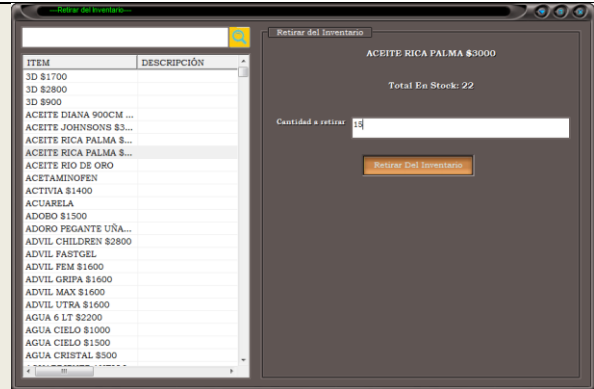 ---Retirar del Inventario---
ITEM DESCRIPCIÓN
3D $1700
3D $2800
3D $900
ACEITE DIANA 900CM ...
ACEITE JOHNSONS $3...
ACEITE RICA PALMA $...
ACEITE RICA PALMA $...
ACEITE RIO DE ORO
ACETAMINOFEN
ACTIVIA $1400
ACUARELA
ADOBO $1500
ADORO PEGANTE UÑA...
ADVIL CHILDREN $2800
ADVIL FASTGEL
ADVIL FEM $1600
ADVIL GRIPA $1600
ADVIL MAX $1600
ADVIL UTRA $1600
AGUA 6 LT $2200
AGUA CIELO $1000
AGUA CIELO $1500
AGUA CRISTAL $500
Retirar del Inventario
ACEITE RICA PALMA $3000
Total En Stock: 22
Cantidad a retirar 15
Retirar Del Inventario